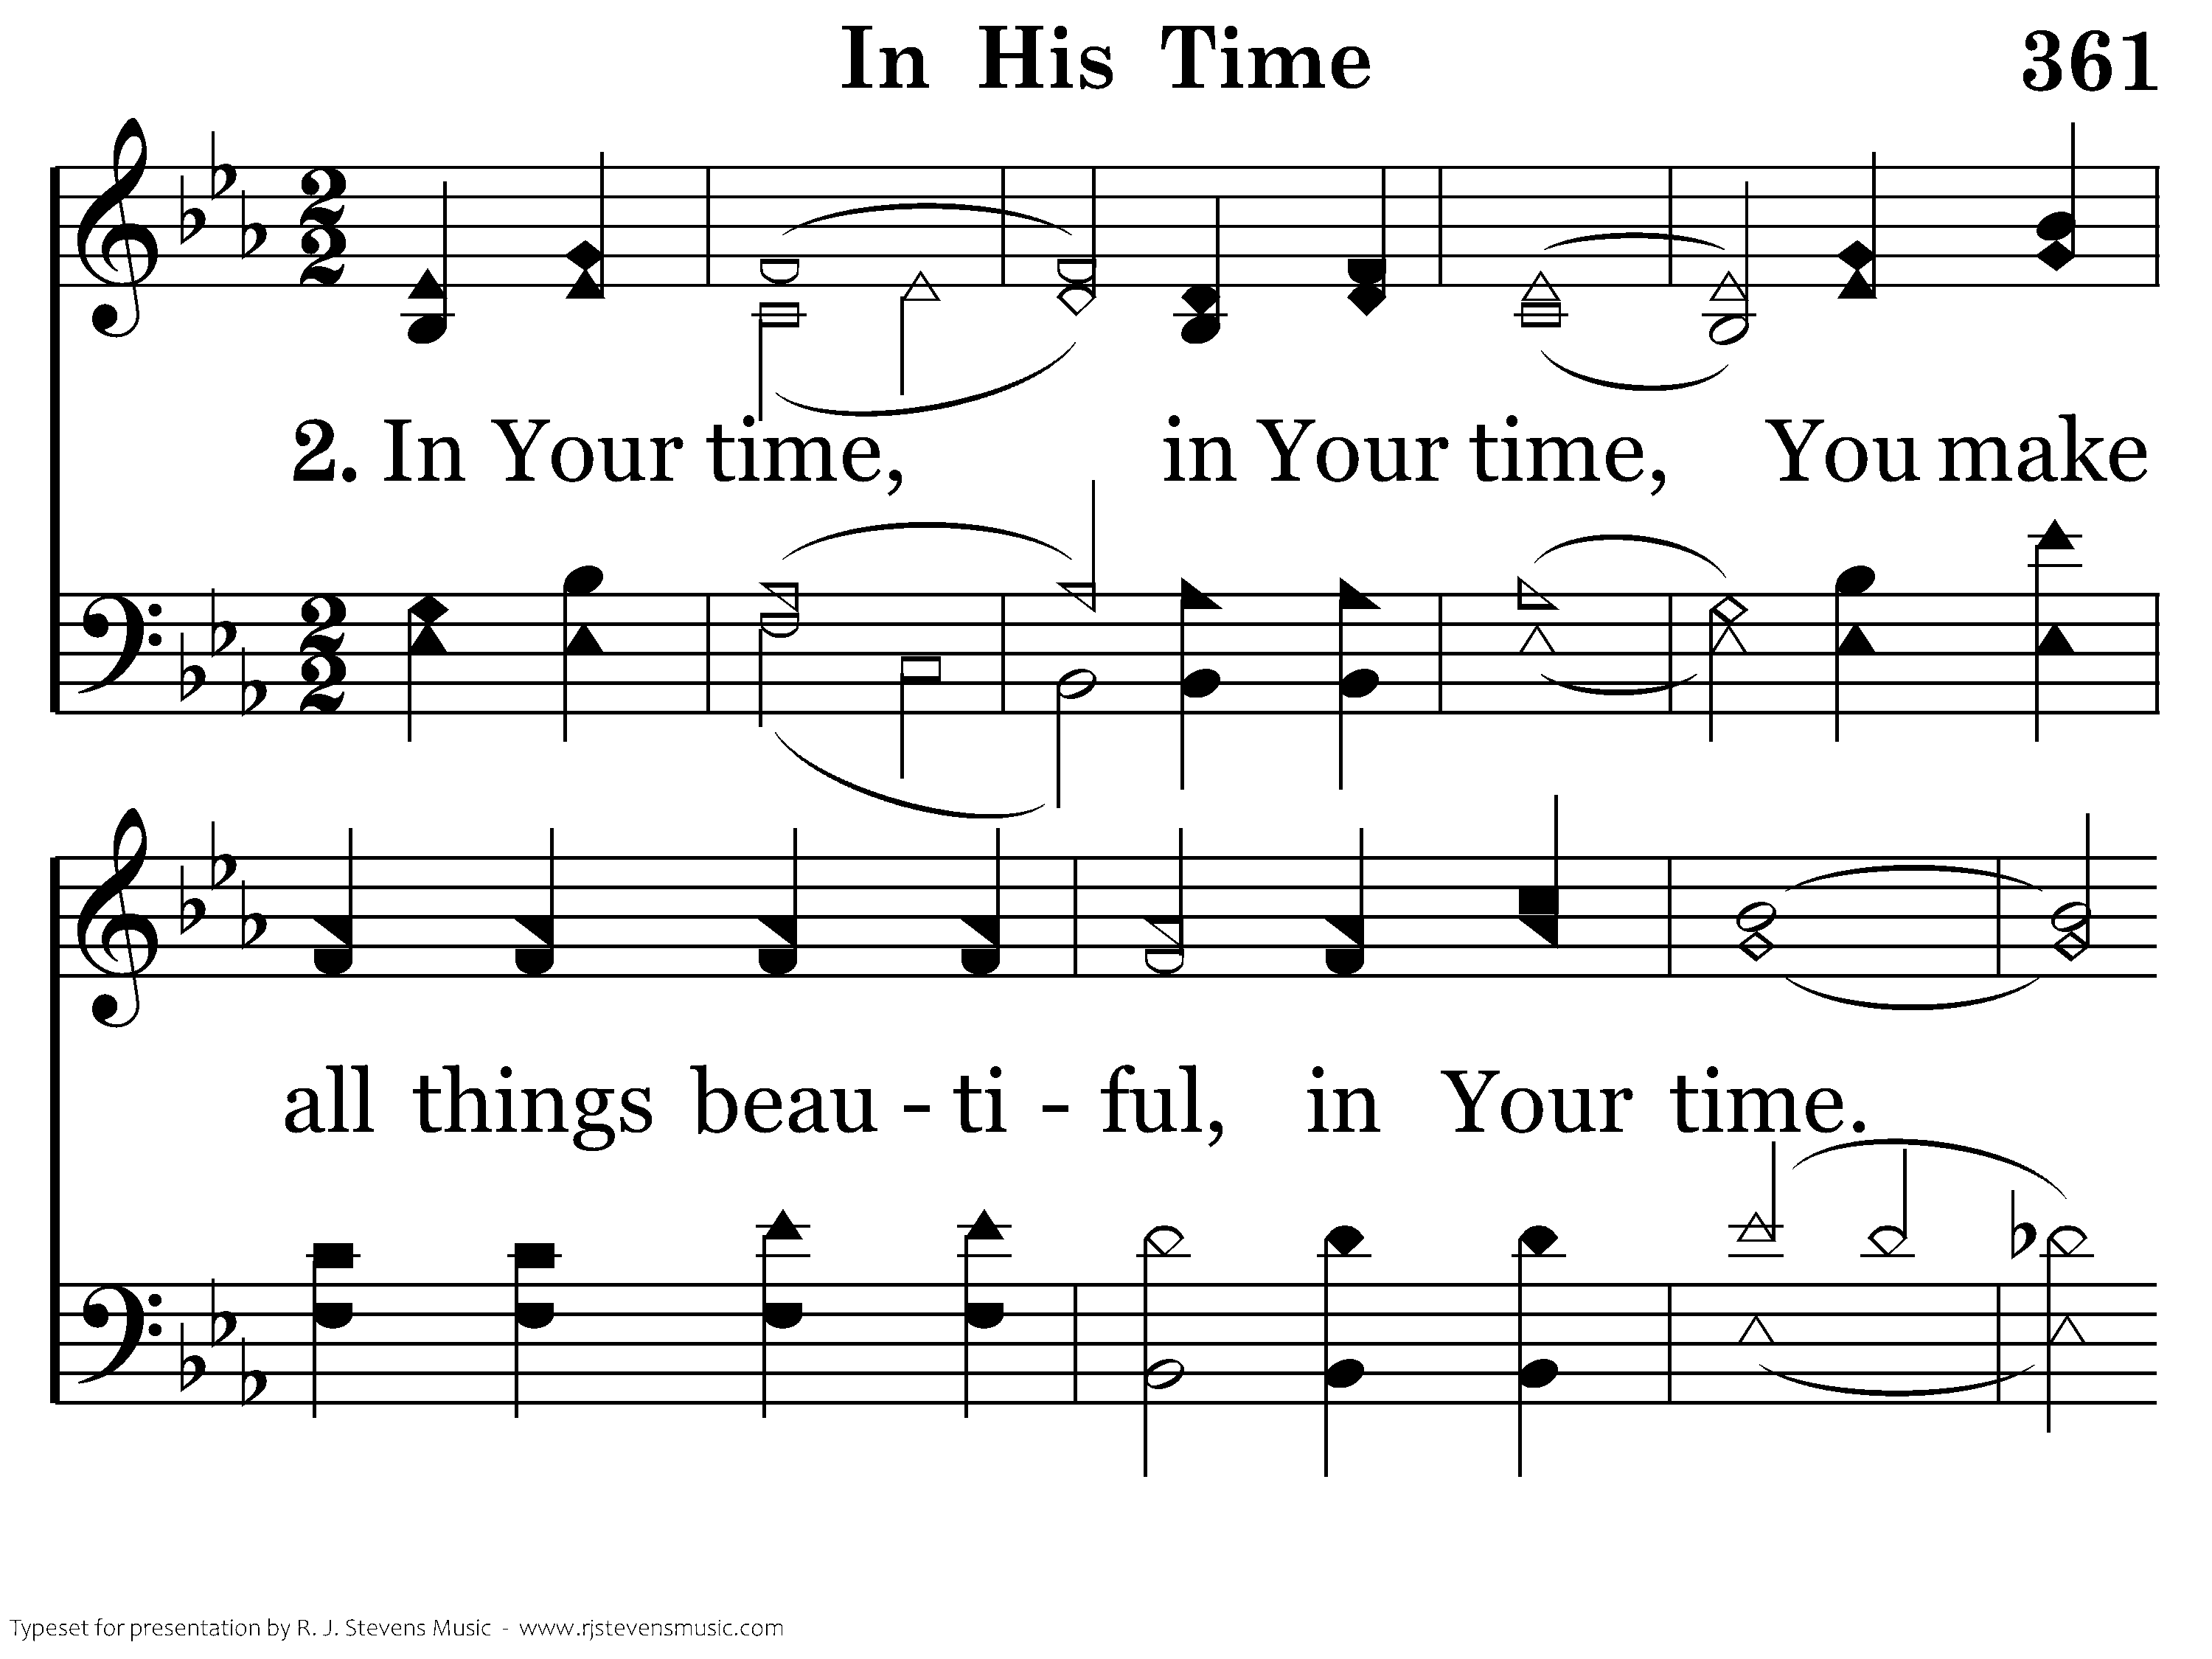 In His Time 361
2. In Your time, in Your time, You make
all things beau - ti - ful, in Your time.
Typeset for presentation by R. J. Stevens Music - www.rjstevensmusic.com